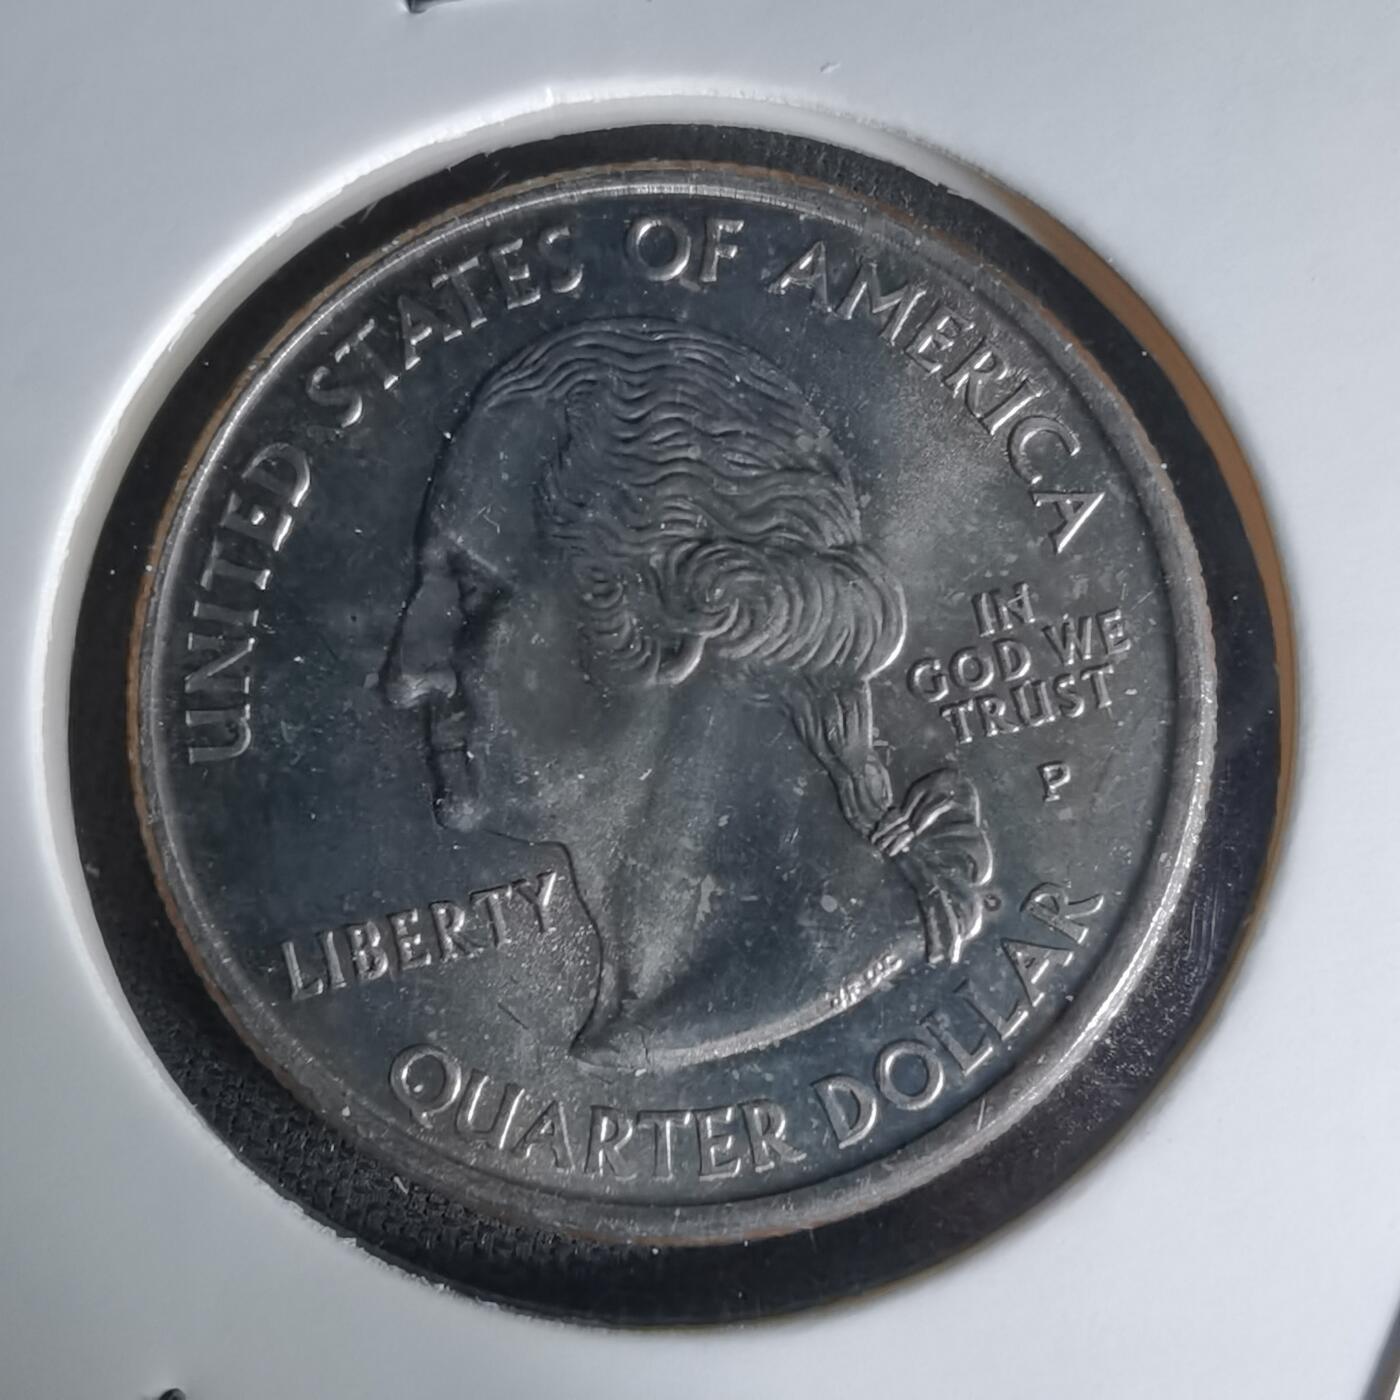 UNITED STATES OF AMERICA
LIBERTY
IN
GOD WE
TRUST
P
QUARTER DOLLAR